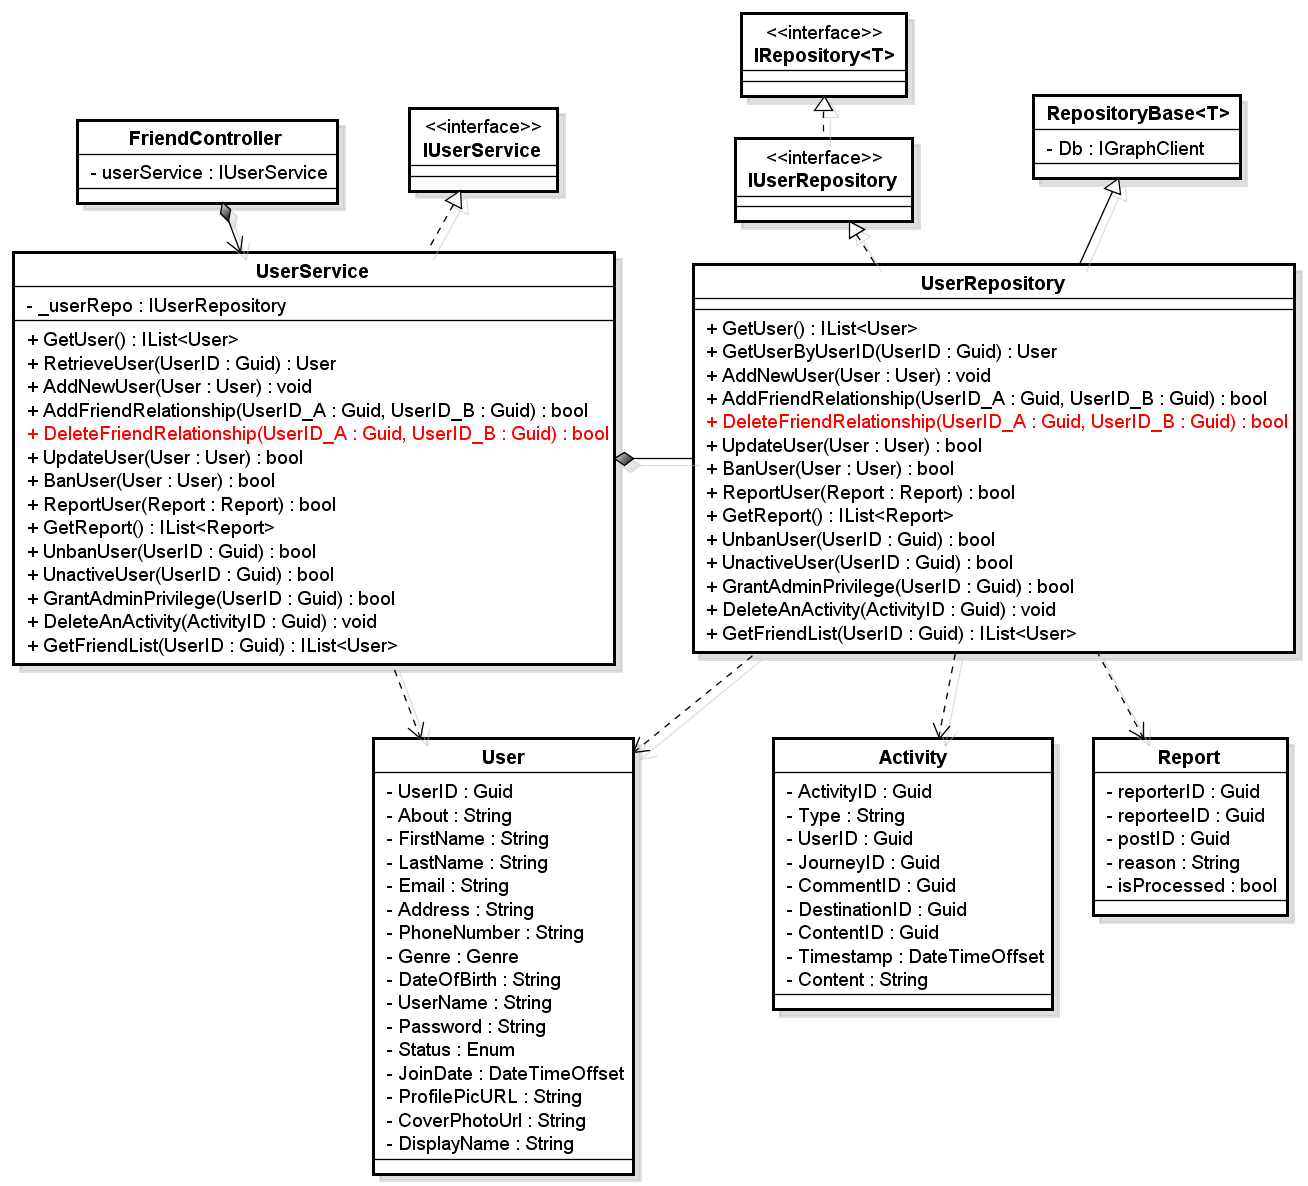 <<interface>>
IRepository<T>
RepositoryBase<T>
- Db : IGraphClient
FriendController
- userService : IUserService
<<interface>>
IUserService
<<interface>>
IUserRepository
UserService
- _userRepo : IUserRepository
+ GetUser() : IList<User>
+ RetrieveUser(UserID : Guid) : User
+ AddNewUser(User : User) : void
+ AddFriendRelationship(UserID_A : Guid, UserID_B : Guid) : bool
+ DeleteFriendRelationship(UserID_A : Guid, UserID_B : Guid) : bool
+ UpdateUser(User : User) : bool
+ BanUser(User : User) : bool
+ ReportUser(Report : Report) : bool
+ GetReport() : IList<Report>
+ UnbanUser(UserID : Guid) : bool
+ UnactiveUser(UserID : Guid) : bool
+ GrantAdminPrivilege(UserID : Guid) : bool
+ DeleteAnActivity(ActivityID : Guid) : void
+ GetFriendList(UserID : Guid) : IList<User>
UserRepository
+ GetUser() : IList<User>
+ GetUserByUserID(UserID : Guid) : User
+ AddNewUser(User : User) : void
+ AddFriendRelationship(UserID_A : Guid, UserID_B : Guid) : bool
+ DeleteFriendRelationship(UserID_A : Guid, UserID_B : Guid) : bool
+ UpdateUser(User : User) : bool
+ BanUser(User : User) : bool
+ ReportUser(Report : Report) : bool
+ GetReport() : IList<Report>
+ UnbanUser(UserID : Guid) : bool
+ UnactiveUser(UserID : Guid) : bool
+ GrantAdminPrivilege(UserID : Guid) : bool
+ DeleteAnActivity(ActivityID : Guid) : void
+ GetFriendList(UserID : Guid) : IList<User>
User
- UserID : Guid
- About : String
- FirstName : String
- LastName : String
- Email : String
- Address : String
- PhoneNumber : String
- Genre : Genre
- DateOfBirth : String
- UserName : String
- Password : String
- Status : Enum
- JoinDate : DateTimeOffset
- ProfilePicURL : String
- CoverPhotoUrl : String
- DisplayName : String
Activity
- ActivityID : Guid
- Type : String
- UserID : Guid
- JourneyID : Guid
- CommentID : Guid
- DestinationID : Guid
- ContentID : Guid
- Timestamp : DateTimeOffset
- Content : String
Report
- reporterID : Guid
- reporteeID : Guid
- postID : Guid
- reason : String
- isProcessed : bool